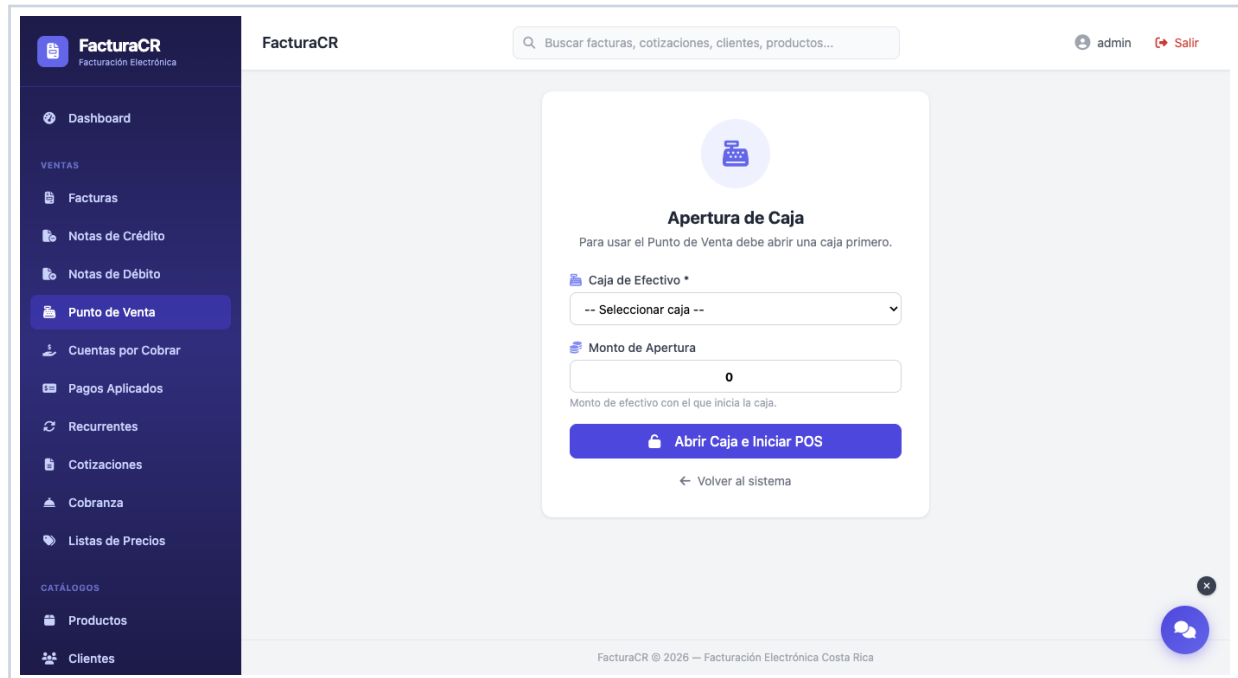 FacturaCR
Facturación Electrónica
Dashboard
VENTAS
Facturas
Notas de Crédito
Notas de Débito
Punto de Venta
Cuentas por Cobrar
Pagos Aplicados
Recurrentes
Cotizaciones
Cobranza
Listas de Precios
CATÁLOGOS
Productos
Clientes
FacturaCR
Buscar facturas, cotizaciones, clientes, productos...
admin
Salir
Apertura de Caja
Para usar el Punto de Venta debe abrir una caja primero.
Caja de Efectivo *
-- Seleccionar caja --
Monto de Apertura
0
Monto de efectivo con el que inicia la caja.
Abrir Caja e Iniciar POS
← Volver al sistema
FacturaCR © 2026 — Facturación Electrónica Costa Rica